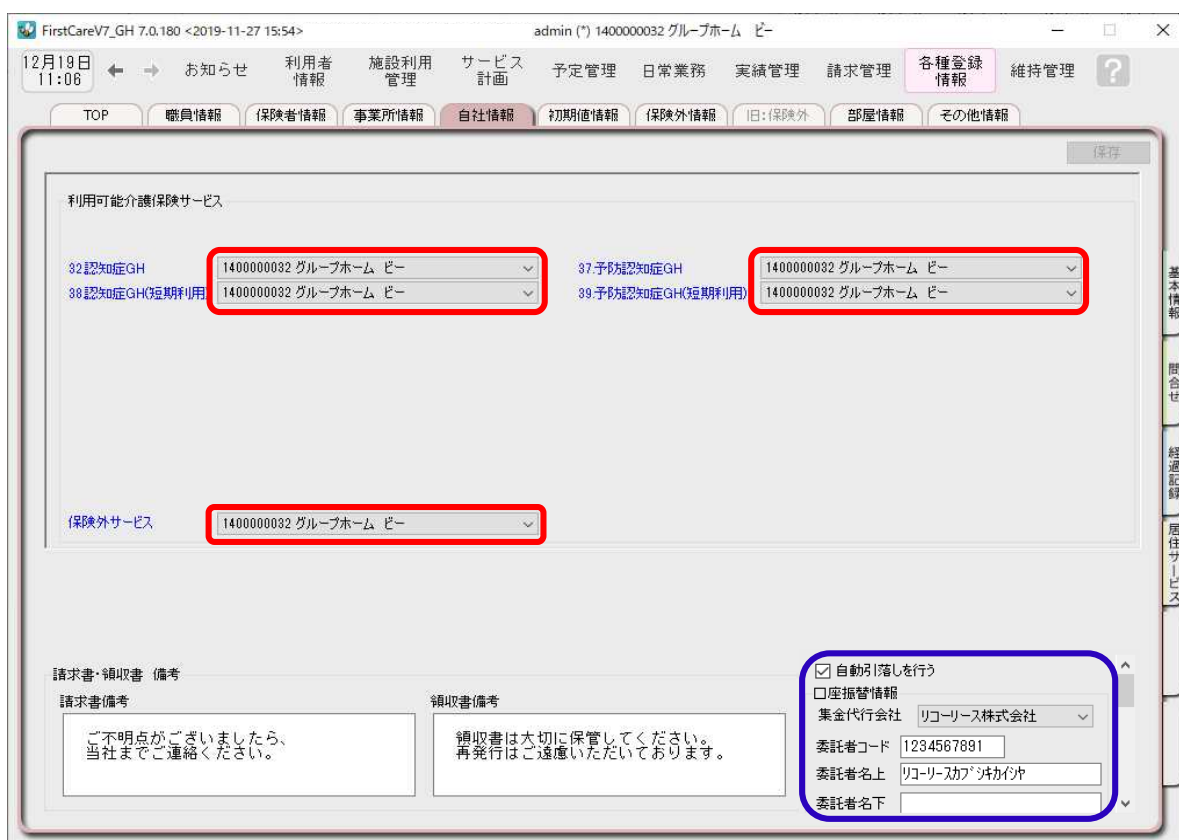 FirstCareV7_GH 7.0.180 <2019-11-27 15:54> admin (*) 1400000032 グループホーム ビー
12月19日
11:06
← → お知らせ 利用者情報 施設利用管理 サービス計画 予定管理 日常業務 実績管理 請求管理 各種登録情報 維持管理 ?
TOP 職員情報 保険者情報 事業所情報 自社情報 初期値情報 保険外情報 旧:保険外 部屋情報 その他情報
保存
利用可能介護保険サービス
32認知症GH 1400000032 グループホーム ビー 37.予防認知症GH 1400000032 グループホーム ビー
38認知症GH(短期利用) 1400000032 グループホーム ビー 39.予防認知症GH(短期利用) 1400000032 グループホーム ビー
保険外サービス 1400000032 グループホーム ビー
基本情報
問合せ
経過記録
居住サービス
請求書・領収書 備考
請求書備考
ご不明点がございましたら、
当社までご連絡ください。
領収書備考
領収書は大切に保管してください。
再発行はご遠慮いただいております。
自動引落しを行う
口座振替情報
集金代行会社 リコーリース株式会社
委託者コード 1234567891
委託者名上 リコーリースカブシキカイシヤ
委託者名下